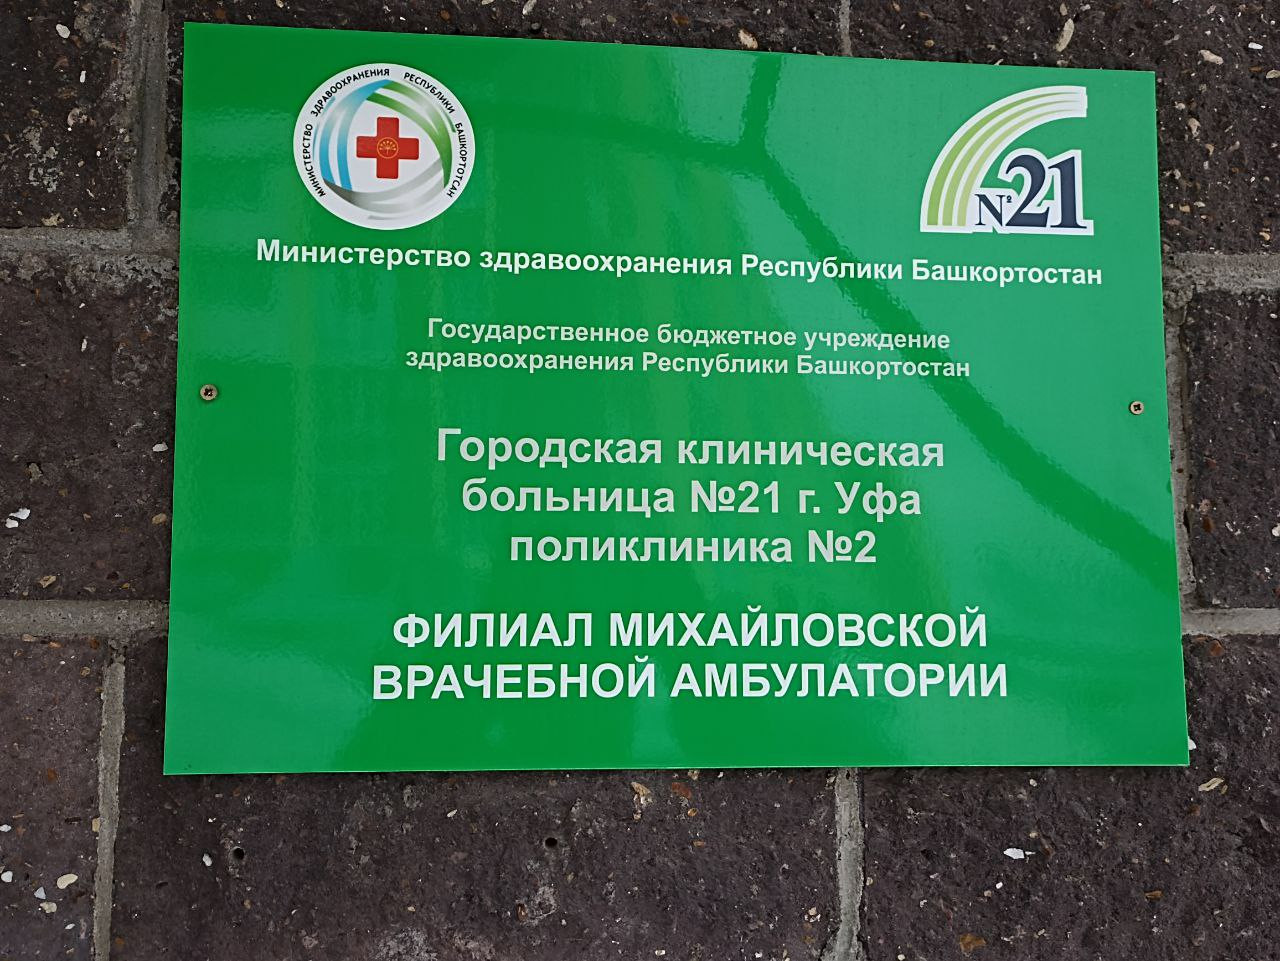 МИНИСТЕРСТВО ЗДРАВООХРАНЕНИЯ РЕСПУБЛИКИ БАШКОРТОТСАН
№21
Министерство здравоохранения Республики Башкортостан
Государственное бюджетное учреждение
здравоохранения Республики Башкортостан
Городская клиническая
больница №21 г. Уфа
поликлиника №2
ФИЛИАЛ МИХАЙЛОВСКОЙ
ВРАЧЕБНОЙ АМБУЛАТОРИИ